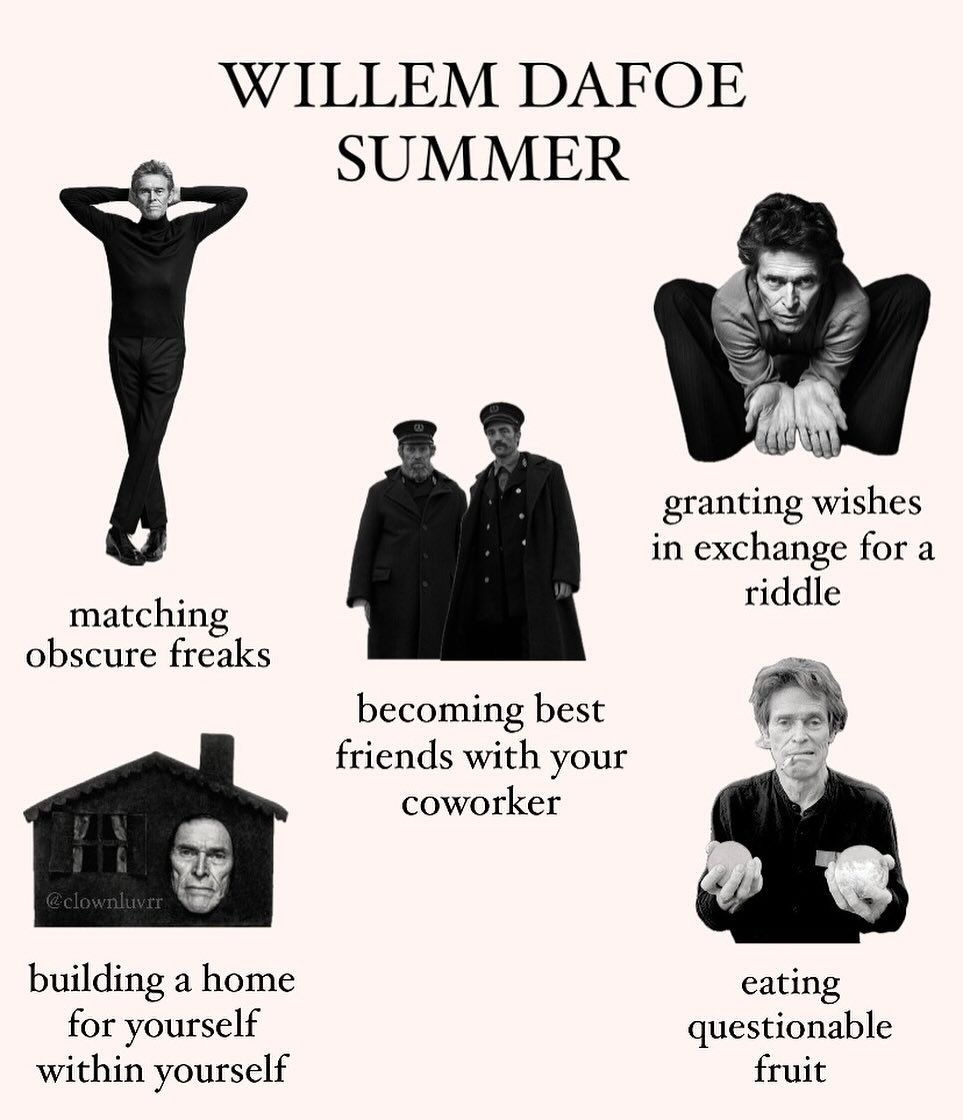 WILLEM DAFOE
SUMMER
matching
obscure freaks
granting wishes
in exchange for a
riddle
becoming best
friends with your
coworker
@clownluvrr
building a home
for yourself
within yourself
eating
questionable
fruit